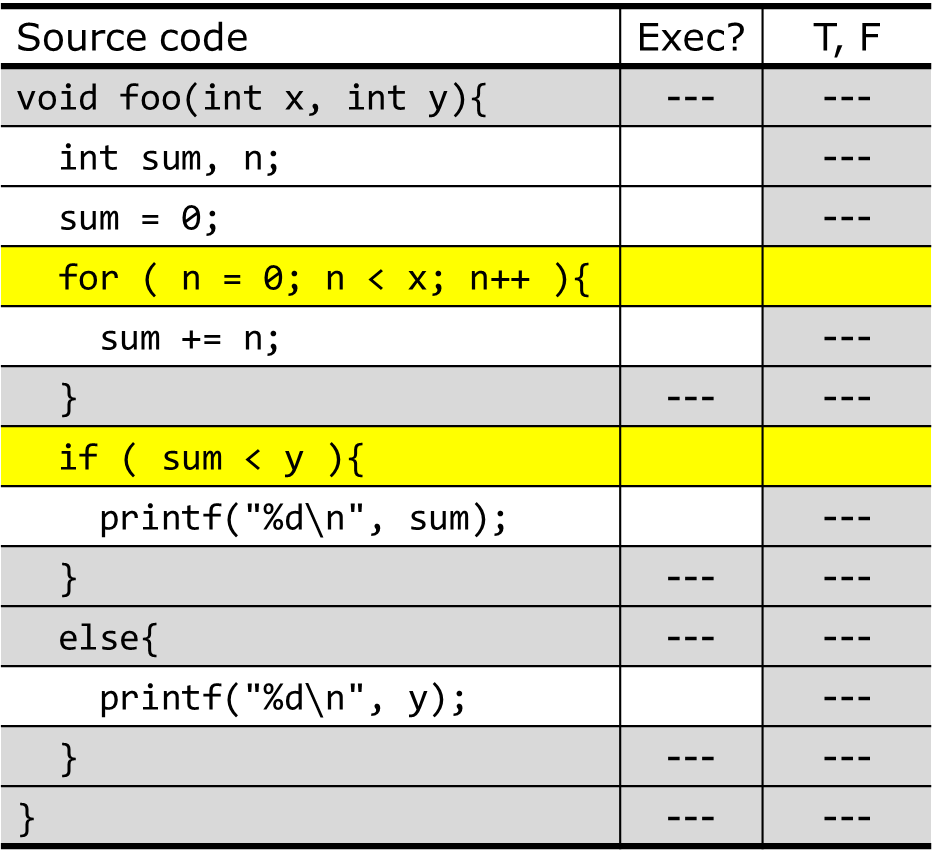 Source code Exec? T, F
void foo(int x, int y){ --- ---
int sum, n; ---
sum = 0; ---
for ( n = 0; n < x; n++ ){
sum += n; ---
} --- ---
if ( sum < y ){
printf("%d\n", sum); ---
} --- ---
else{ --- ---
printf("%d\n", y); ---
} --- ---
} --- ---